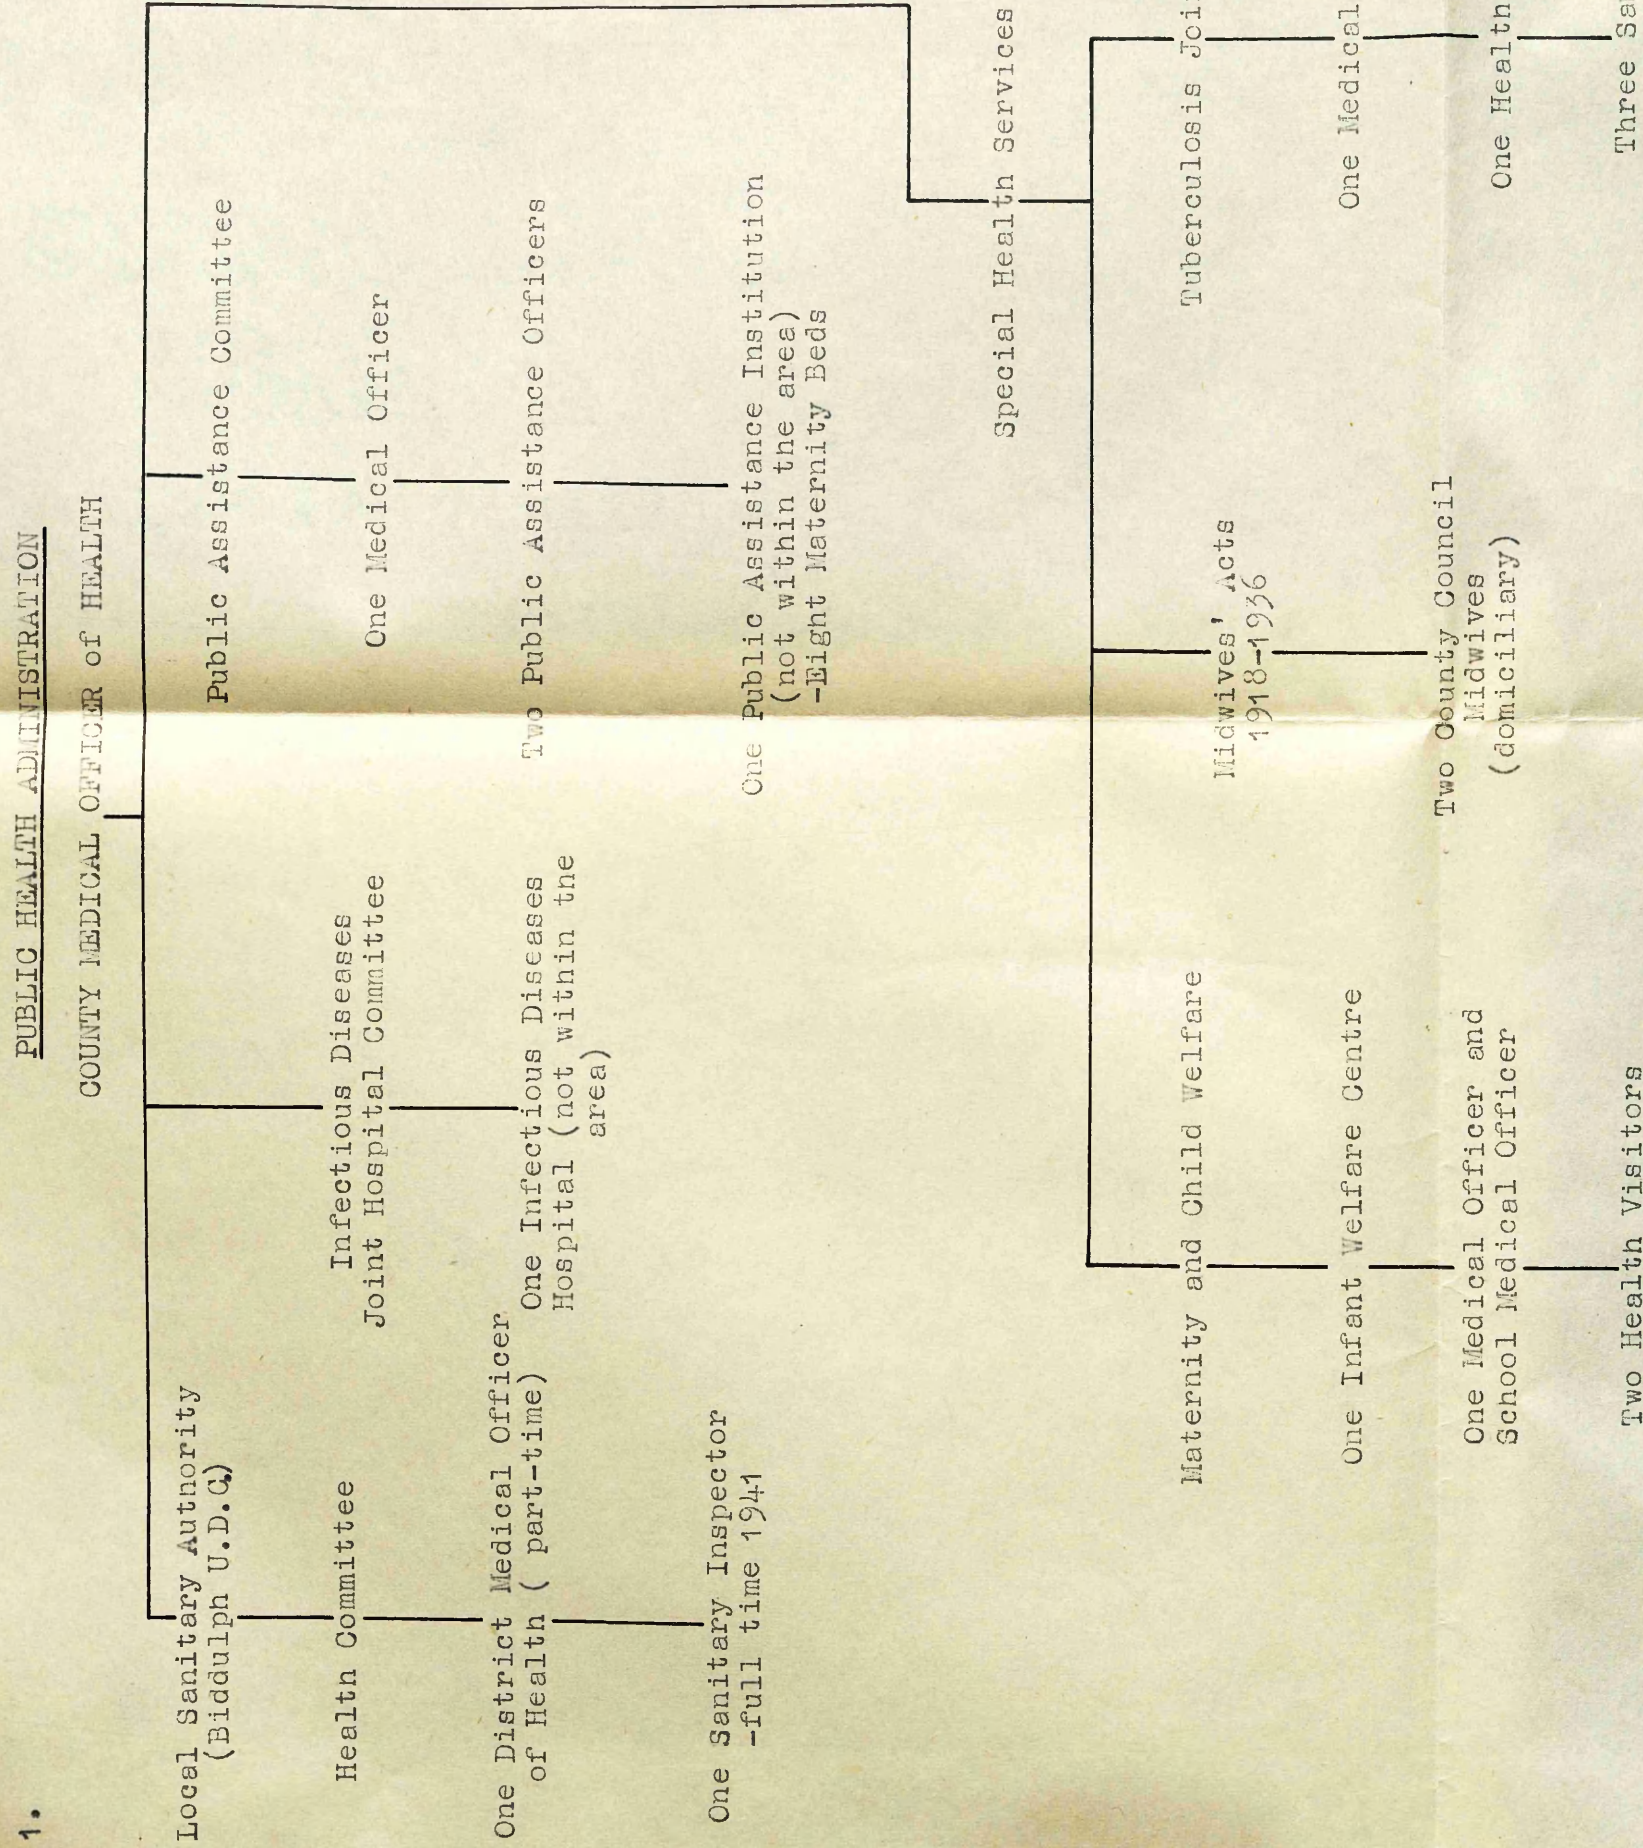 1.
PUBLIC HEALTH ADMINISTRATION
COUNTY MEDICAL OFFICER of HEALTH
Local Sanitary Autnority
(Biddulph U.D.C.)
Healtn Committee
One District Medical Officer
of Health ( part-time)
One Sanitary Inspector
-full time 1941
Infectious Diseases
Joint Hospital Committee
One Infectious Diseases
Hospital (not within tne
area)
Public Assistance Committee
One Medical Officer
Two Public Assistance Officers
One Public Assistance Institution
(not within the area)
-Eight Maternity Beds
Special Health Services
Maternity and Child Welfare
One Infant Welfare Centre
One Medical Officer and
School Medical Officer
Two Health Visitors
Midwives' Acts
1918-1936
Two County Council
Midwives
(domiciliary)
Tuberculosis
One Medical
One Health
Three